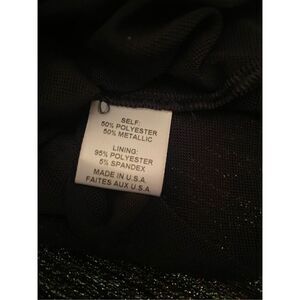 SELF:
50% POLYESTER
50% METALLIC
LINING:
95% POLYESTER
5% SPANDEX
MADE IN U.S.A
FAITES AUX U.S.A